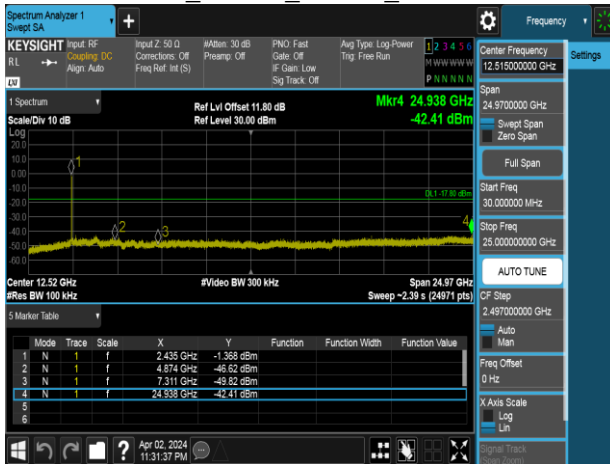 Spectrum Analyzer 1
Swept SA
Frequency
KEYSIGHT
RL
Input: RF
Coupling: DC
Align: Auto
Input Z: 50 Ω
Corrections: Off
Freq Ref: Int (S)
#Atten: 30 dB
Preamp: Off
PNO: Fast
Gate: Off
IF Gain: Low
Sig Track: Off
Avg Type: Log-Power
Trig: Free Run
1 2 3 4 5 6
M W W W W W
P N N N N N
1 Spectrum
Scale/Div 10 dB
Ref Lvl Offset 11.80 dB
Ref Level 30.00 dBm
Mkr4 24.938 GHz
-42.41 dBm
Log
20.0
10.0
0.00
-10.0
-20.0
-30.0
-40.0
-50.0
-60.0
1
2
3
4
DL1 -17.80 dBm
Center 12.52 GHz
#Video BW 300 kHz
Span 24.97 GHz
#Res BW 100 kHz
Sweep ~2.39 s (24971 pts)
5 Marker Table
Mode Trace Scale X Y Function Function Width Function Value
1 N 1 f 2.435 GHz -1.368 dBm
2 N 1 f 4.874 GHz -46.62 dBm
3 N 1 f 7.311 GHz -49.82 dBm
4 N 1 f 24.938 GHz -42.41 dBm
5
6
Apr 02, 2024
11:31:37 PM
Center Frequency
12.515000000 GHz
Settings
Span
24.9700000 GHz
Swept Span
Zero Span
Full Span
Start Freq
30.000000 MHz
Stop Freq
25.000000000 GHz
AUTO TUNE
CF Step
2.497000000 GHz
Auto
Man
Freq Offset
0 Hz
X Axis Scale
Log
Lin
Signal Track
(Span Zoom)